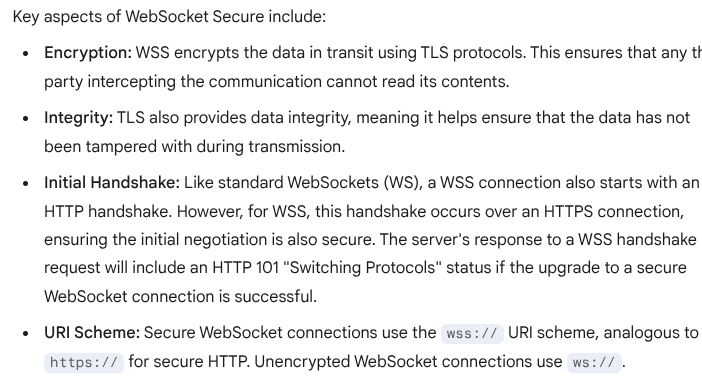 Key aspects of WebSocket Secure include:
• Encryption: WSS encrypts the data in transit using TLS protocols. This ensures that any
party intercepting the communication cannot read its contents.
• Integrity: TLS also provides data integrity, meaning it helps ensure that the data has not
been tampered with during transmission.
• Initial Handshake: Like standard WebSockets (WS), a WSS connection also starts with an
HTTP handshake. However, for WSS, this handshake occurs over an HTTPS connection,
ensuring the initial negotiation is also secure. The server's response to a WSS handshake
request will include an HTTP 101 "Switching Protocols" status if the upgrade to a secure
WebSocket connection is successful.
• URI Scheme: Secure WebSocket connections use the wss:// URI scheme, analogous to
https:// for secure HTTP. Unencrypted WebSocket connections use ws:// .